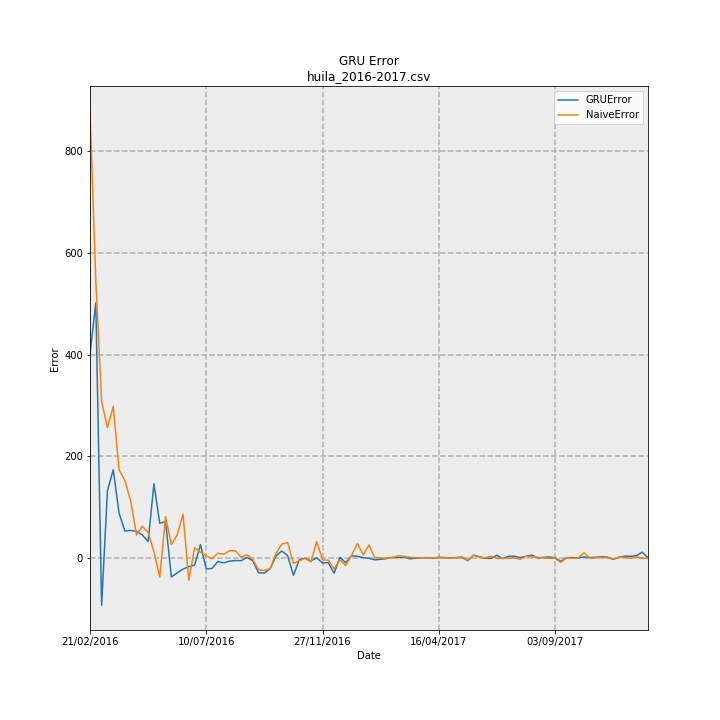 GRU Error
huila_2016-2017.csv
GRUError
NaiveError
800
600
400
200
0
Error
21/02/2016
10/07/2016
27/11/2016
16/04/2017
03/09/2017
Date